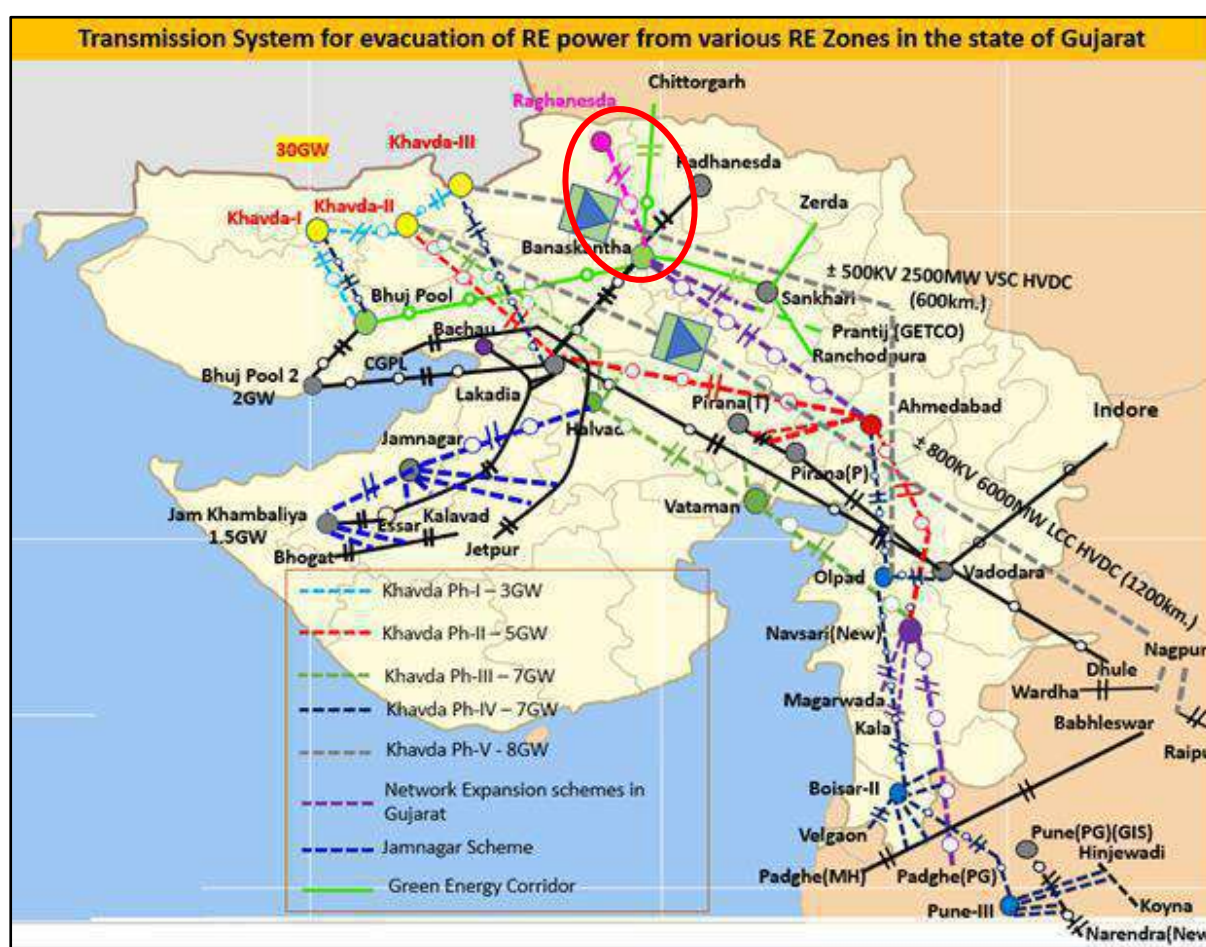 Transmission System for evacuation of RE power from various RE Zones in the state of Gujarat
Chittorgarh
Raghanesda
Khavda-III
30GW
Radhanesda
Khavda-II
Khavda-I
Zerda
Banaskantha
± 500KV 2500MW VSC HVDC
(600km.)
Bhuj Pool
Sankhari
Prantij (GETCO)
Bachau
Ranchodpura
CGPL
Bhuj Pool 2
2GW
Lakadia
Pirana(T)
Ahmedabad
Indore
Halvad
Jamnagar
Pirana(P)
± 800KV 6000MW LCC HVDC (1200km.)
Vataman
Jam Khambaliya
1.5GW
Essar
Kalavad
Bhogat
Jetpur
Olpad
Vadodara
Khavda Ph-I – 3GW
Khavda Ph-II – 5GW
Khavda Ph-III – 7GW
Khavda Ph-IV – 7GW
Khavda Ph-V - 8GW
Network Expansion schemes in
Gujarat
Jamnagar Scheme
Green Energy Corridor
Navsari(New)
Nagpur
Dhule
Wardha
Magarwada
Babhleswar
Kala
Raipu
Boisar-II
Velgaon
Pune(PG)(GIS)
Hinjewadi
Padghe(MH)
Padghe(PG)
Pune-III
Koyna
Narendra(New